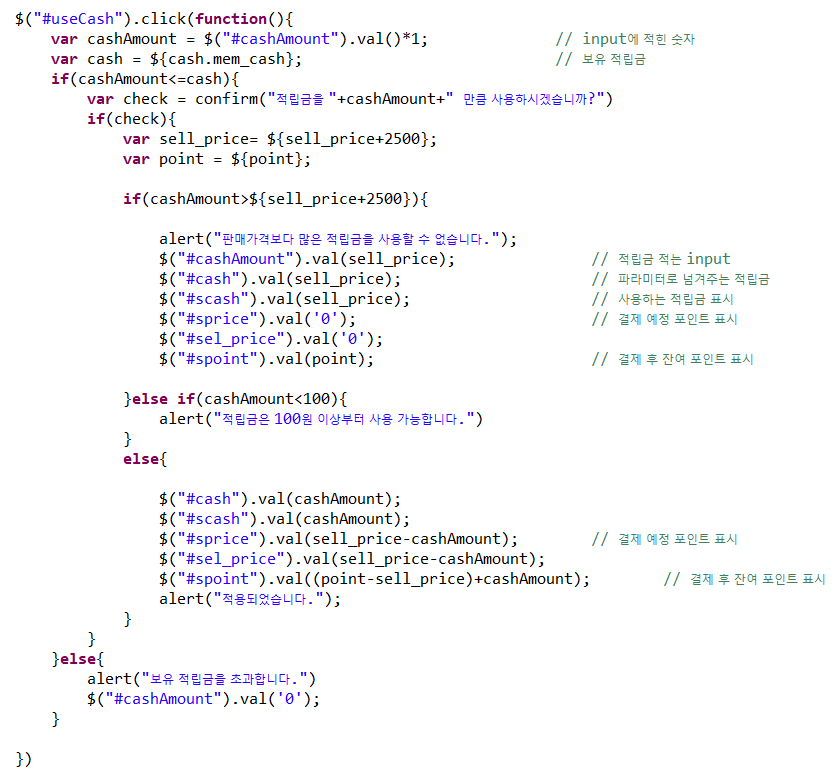 $("#useCash").click(function(){
var cashAmount = $("#cashAmount").val()*1; // input에 적힌 숫자
var cash = ${cash.mem_cash}; // 보유 적립금
if(cashAmount<=cash){
var check = confirm("적립금을 "+cashAmount+" 만큼 사용하시겠습니까?")
if(check){
var sell_price= ${sell_price+2500};
var point = ${point};
if(cashAmount>${sell_price+2500}){
alert("판매가격보다 많은 적립금을 사용할 수 없습니다.");
$("#cashAmount").val(sell_price); // 적립금 적는 input
$("#cash").val(sell_price); // 파라미터로 넘겨주는 적립금
$("#scash").val(sell_price); // 사용하는 적립금 표시
$("#sprice").val('0'); // 결제 예정 포인트 표시
$("#sel_price").val('0');
$("#spoint").val(point); // 결제 후 잔여 포인트 표시
}else if(cashAmount<100){
alert("적립금은 100원 이상부터 사용 가능합니다.")
}
else{
$("#cash").val(cashAmount);
$("#scash").val(cashAmount);
$("#sprice").val(sell_price-cashAmount); // 결제 예정 포인트 표시
$("#sel_price").val(sell_price-cashAmount);
$("#spoint").val((point-sell_price)+cashAmount); // 결제 후 잔여 포인트 표시
alert("적용되었습니다.");
}
}
}else{
alert("보유 적립금을 초과합니다.")
$("#cashAmount").val('0');
}
})